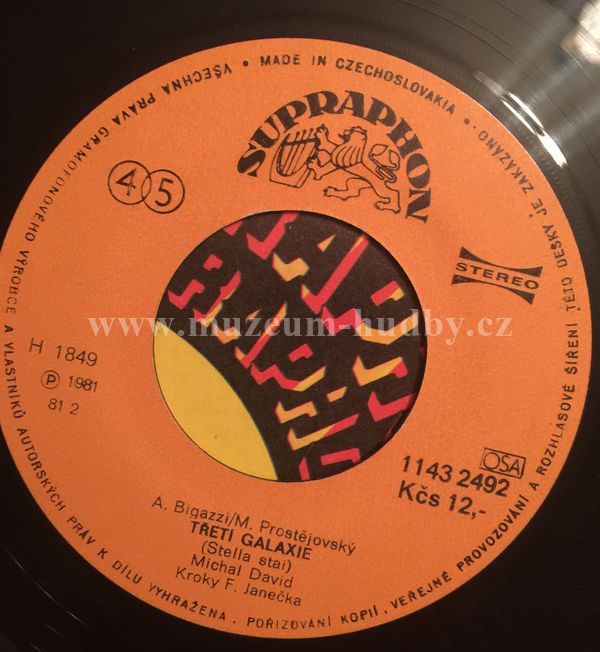 • VŠECHNA PRÁVA GRAMOFONOVÉHO VÝROBCE A VLASTNÍKŮ AUTORSKÝCH PRÁV K DÍLU VYHRAŽENA. POŘIZOVÁNÍ KOPIÍ, VEŘEJNÉ PROVOZOVÁNÍ A ROZHLASOVÉ ŠÍŘENÍ TÉTO DESKY JE ZAKÁZÁNO •
MADE IN CZECHOSLOVAKIA •
SUPRAPHON
45
STEREO
www.muzeum-hudby.cz
H 1849
Ⓟ 1981
81 2
OSA
1143 2492
Kčs 12,-
A. Bigazzi/M. Prostějovský
TŘETÍ GALAXIE
(Stella stai)
Michal David
Kroky F. Janečka